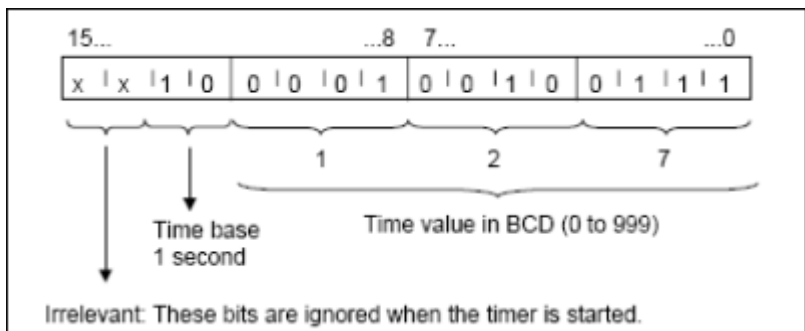 15... ...8 7... ...0
x x 1 0 0 0 0 1 0 0 1 0 0 1 1 1
1 2 7
Time base Time value in BCD (0 to 999)
1 second
Irrelevant: These bits are ignored when the timer is started.